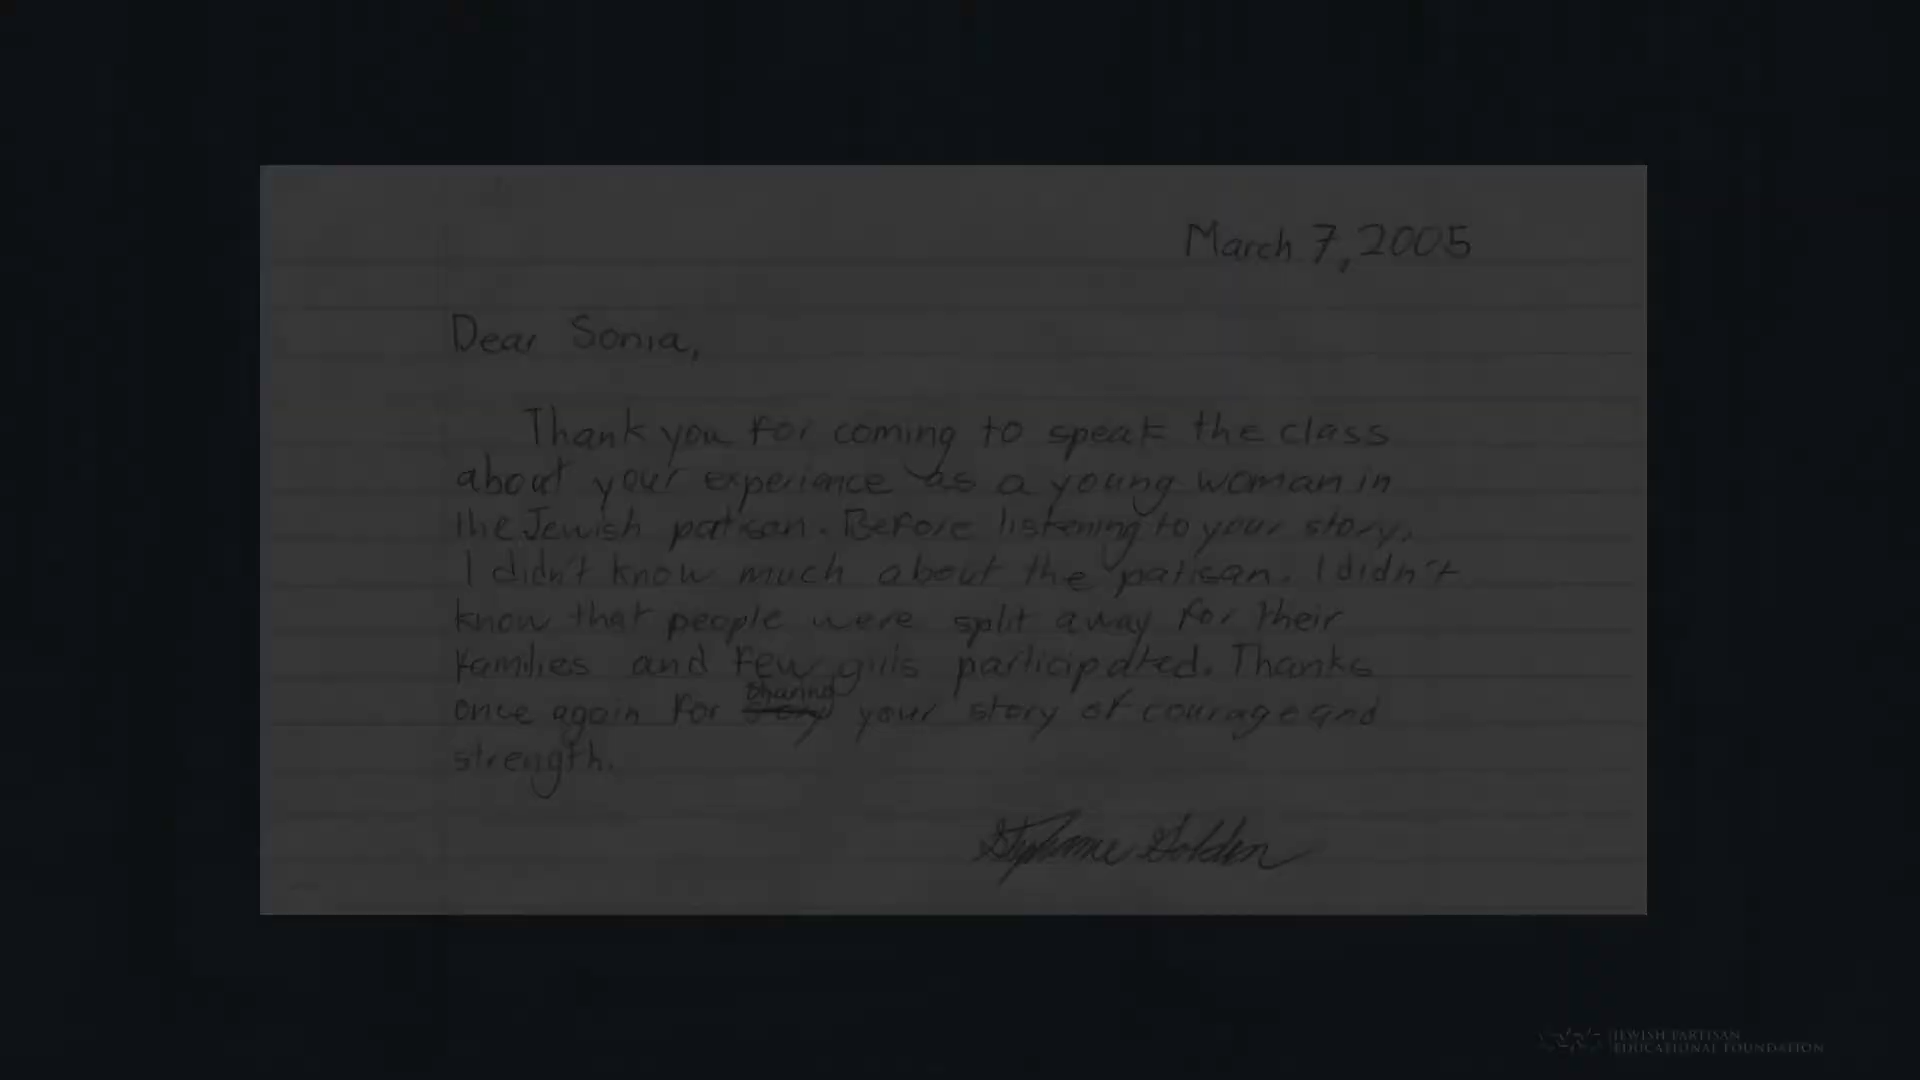 March 7, 2005
Dear Sonia,
Thank you for coming to speak the class
about your experiance as a young woman in
the Jewish patisan. Before listening to your story,
I didn't know much about the patisan. I didn't
know that people were split away for their
families and few girls participated. Thanks
sharing
once again for story your story of courage and
strength.
Stephanie Golden
JEWISH PARTISAN
EDUCATIONAL FOUNDATION